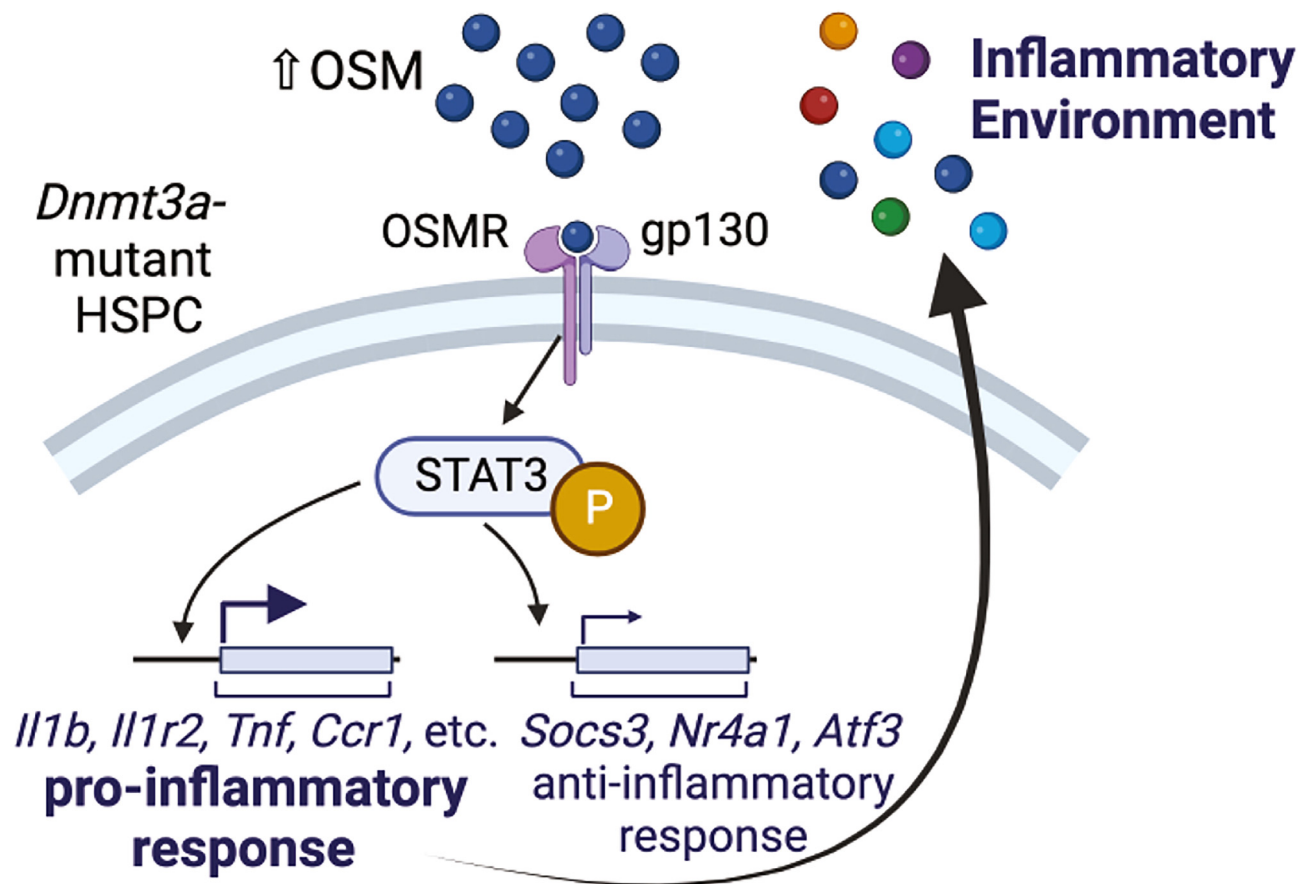 ⇧OSM
Inflammatory
Environment
Dnmt3a-
mutant
HSPC
OSMR
gp130
STAT3
P
Il1b, Il1r2, Tnf, Ccr1, etc.
pro-inflammatory
response
Socs3, Nr4a1, Atf3
anti-inflammatory
response